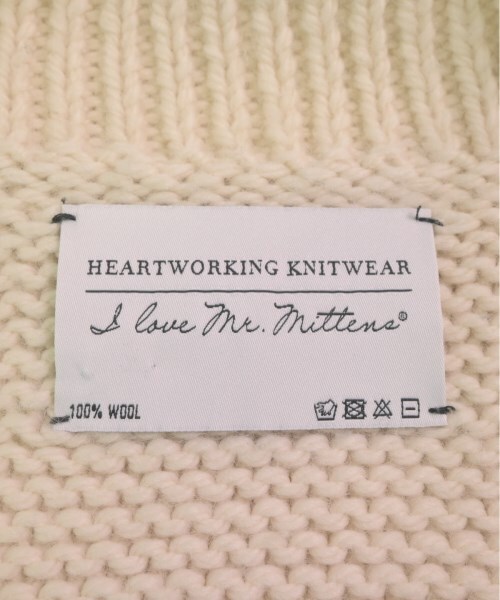 HEARTWORKING KNITWEAR
I love Mr. Mittens®
100% WOOL